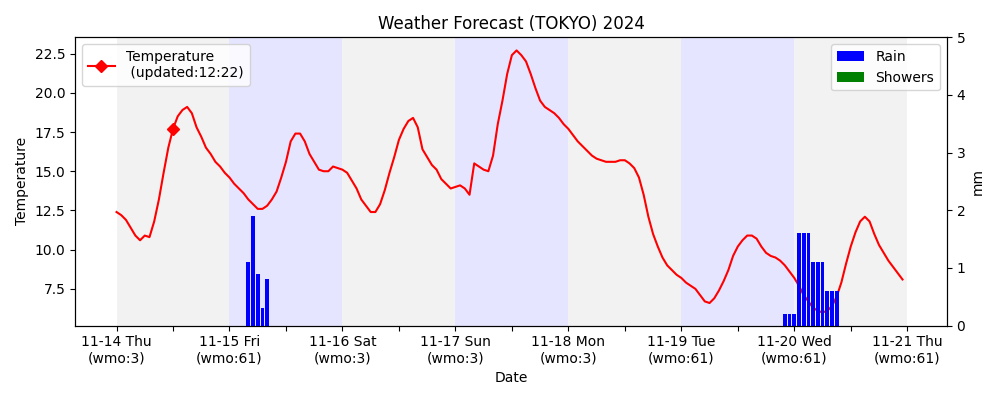 Weather Forecast (TOKYO) 2024
Temperature
(updated:12:22)
Rain
Showers
Temperature
22.5
20.0
17.5
15.0
12.5
10.0
7.5
5
4
3
2
1
0
mm
11-14 Thu
(wmo:3)
11-15 Fri
(wmo:61)
11-16 Sat
(wmo:3)
11-17 Sun
(wmo:3)
11-18 Mon
(wmo:3)
11-19 Tue
(wmo:61)
11-20 Wed
(wmo:61)
11-21 Thu
(wmo:61)
Date